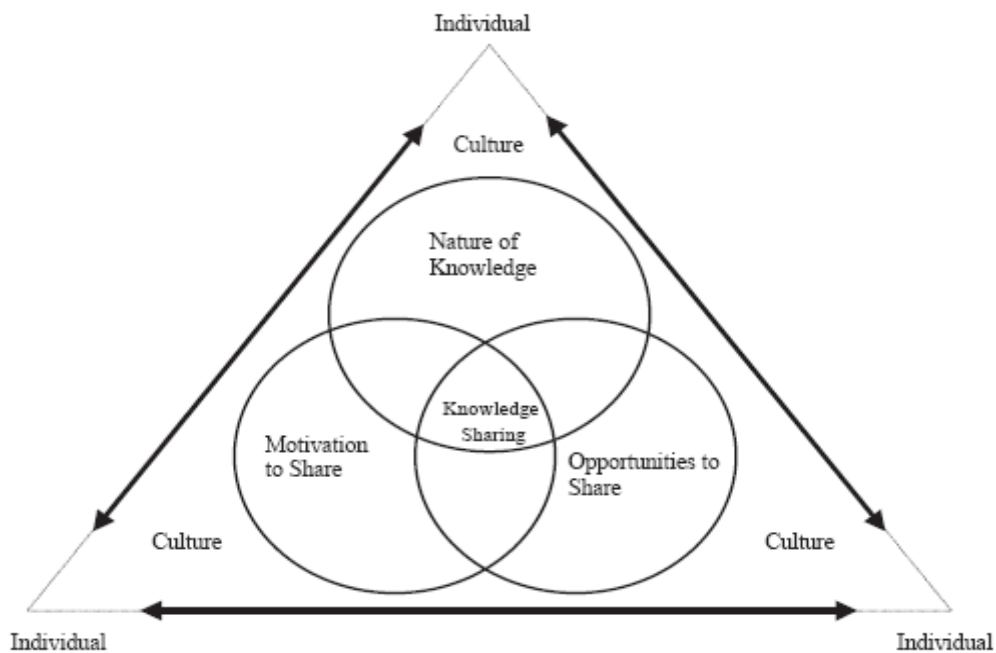 Individual
Culture
Nature of
Knowledge
Knowledge
Sharing
Motivation
to Share
Opportunities to
Share
Culture
Culture
Individual
Individual